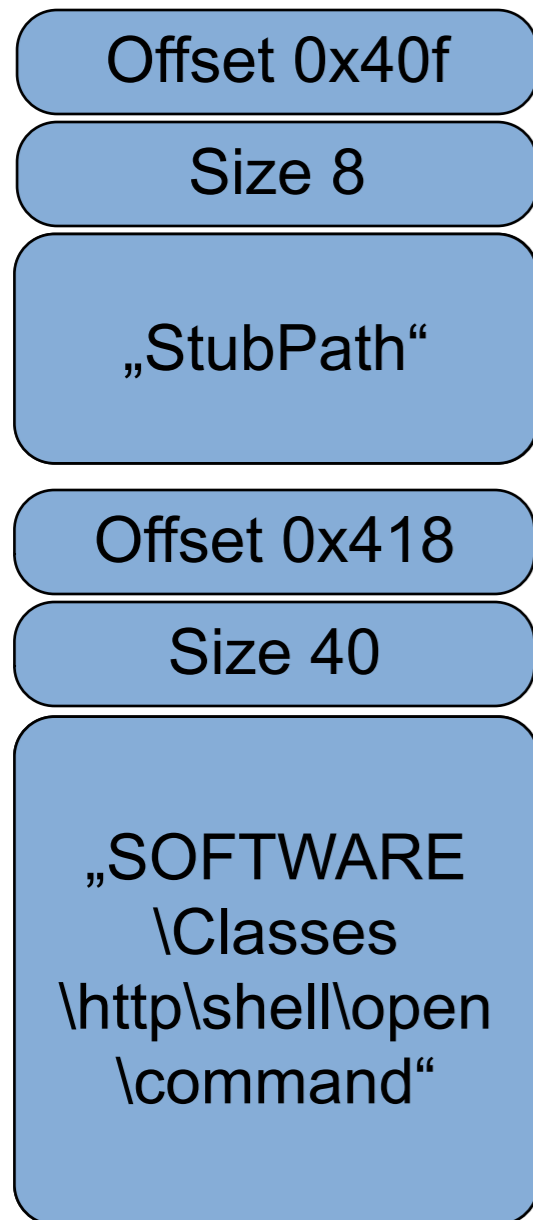 Offset 0x40f
Size 8
„StubPath“
Offset 0x418
Size 40
„SOFTWARE
\Classes
\http\shell\open
\command“